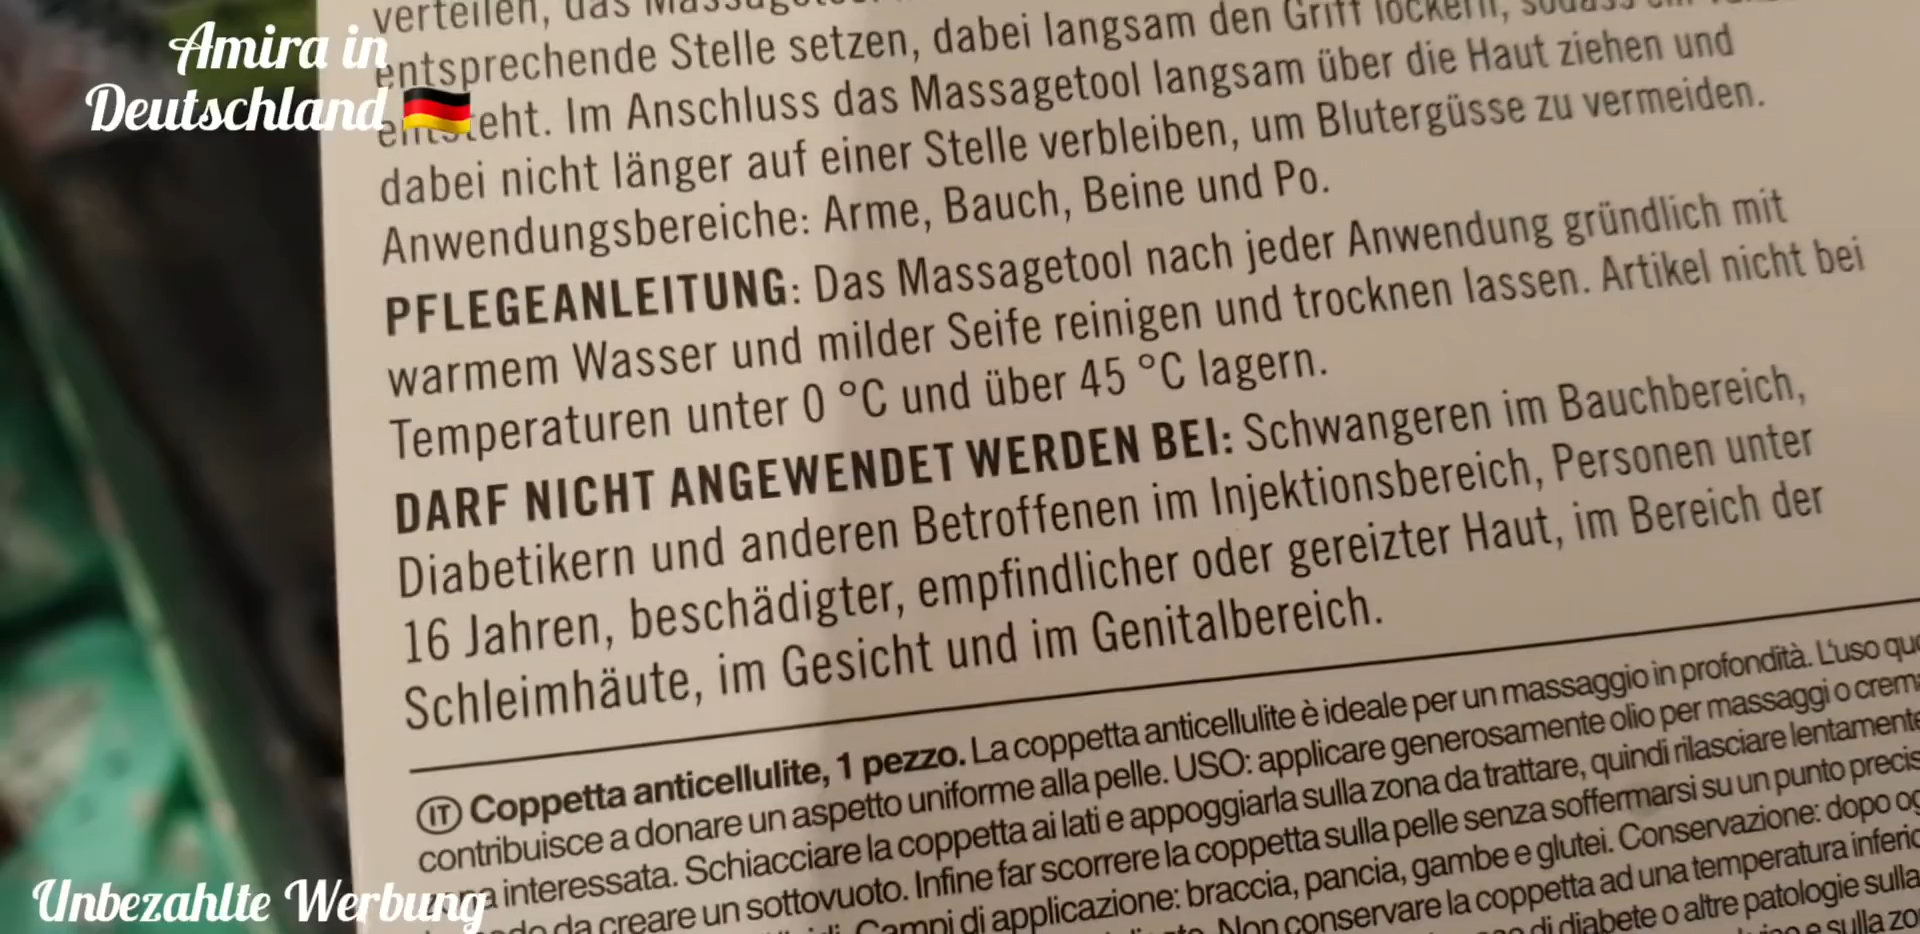 Amira in
Deutschland
verteilen, das
entsprechende Stelle setzen, dabei langsam den Griff lockern, sodass ein
entsteht. Im Anschluss das Massagetool langsam über die Haut ziehen und
dabei nicht länger auf einer Stelle verbleiben, um Blutergüsse zu vermeiden.
Anwendungsbereiche: Arme, Bauch, Beine und Po.
PFLEGEANLEITUNG: Das Massagetool nach jeder Anwendung gründlich mit
warmem Wasser und milder Seife reinigen und trocknen lassen. Artikel nicht bei
Temperaturen unter 0 °C und über 45 °C lagern.
DARF NICHT ANGEWENDET WERDEN BEI: Schwangeren im Bauchbereich,
Diabetikern und anderen Betroffenen im Injektionsbereich, Personen unter
16 Jahren, beschädigter, empfindlicher oder gereizter Haut, im Bereich der
Schleimhäute, im Gesicht und im Genitalbereich.
IT Coppetta anticellulite, 1 pezzo. La coppetta anticellulite è ideale per un massaggio in profondità. L'uso
contribuisce a donare un aspetto uniforme alla pelle. USO: applicare generosamente olio per massaggi o
interessata. Schiacciare la coppetta ai lati e appoggiarla sulla zona da trattare, quindi rilasciare lentamente
da creare un sottovuoto. Infine far scorrere la coppetta sulla pelle senza soffermarsi su un punto
Campi di applicazione: braccia, pancia, gambe e glutei. Conservazione: dopo
Non conservare la coppetta ad una temperatura
di diabete o altre patologie
e sulla
Unbezahlte Werbung